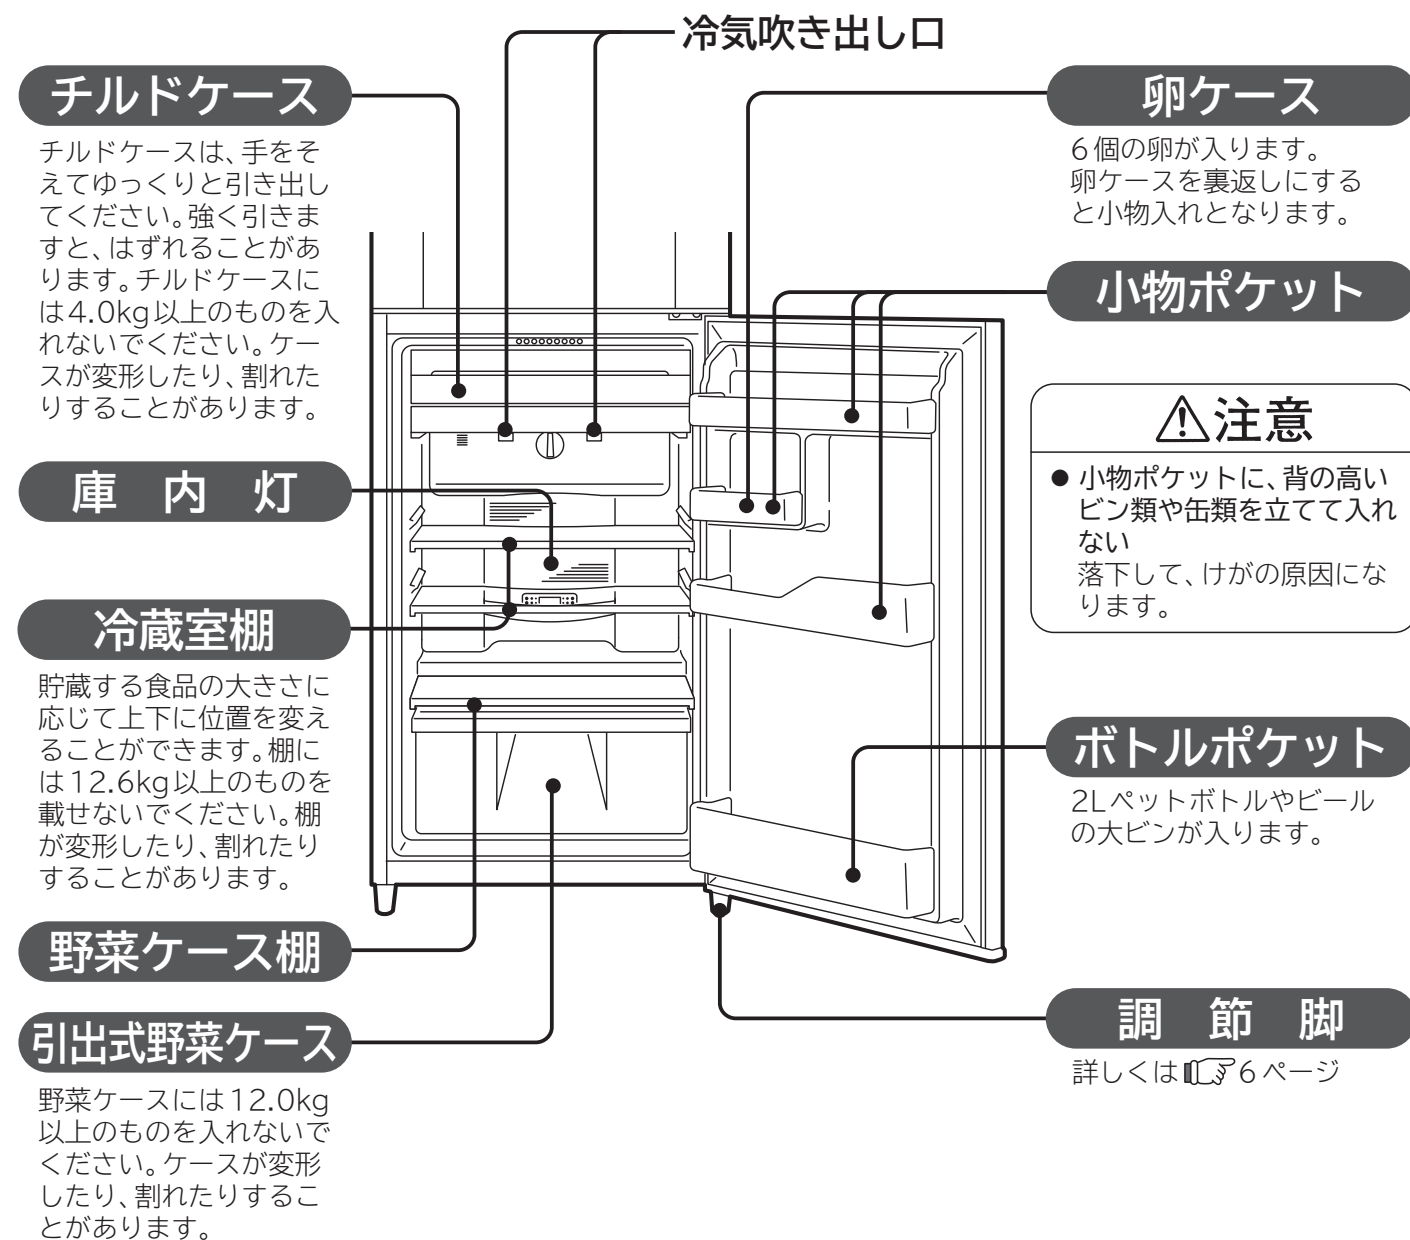 冷気吹き出し口
チルドケース
チルドケースは、手をそ
えてゆっくりと引き出し
てください。強く引きま
すと、はずれることがあ
ります。チルドケースに
は4.0kg以上のものを入
れないでください。ケー
スが変形したり、割れた
りすることがあります。
庫 内 灯
冷蔵室棚
貯蔵する食品の大きさに
応じて上下に位置を変え
ることができます。棚に
は12.6kg以上のものを
載せないでください。棚
が変形したり、割れたり
することがあります。
野菜ケース棚
引出式野菜ケース
野菜ケースには12.0kg
以上のものを入れないで
ください。ケースが変形
したり、割れたりするこ
とがあります。
卵ケース
6個の卵が入ります。
卵ケースを裏返しにする
と小物入れとなります。
小物ポケット
注意
● 小物ポケットに、背の高い
ビン類や缶類を立てて入れ
ない
落下して、けがの原因にな
ります。
ボトルポケット
2Lペットボトルやビール
の大ビンが入ります。
調 節 脚
詳しくは 6ページ